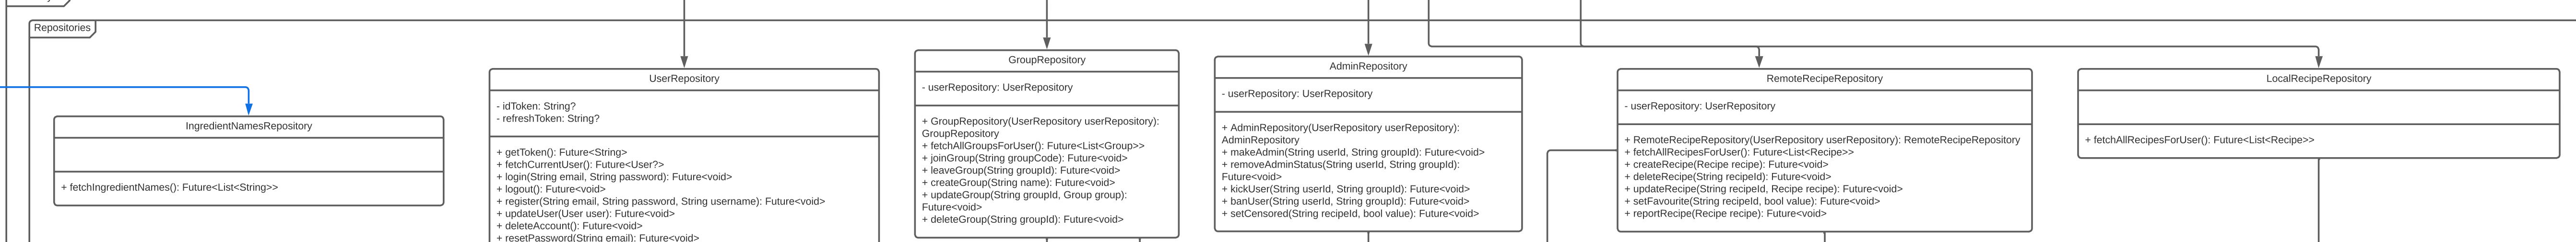 Repositories
IngredientNamesRepository
+ fetchIngredientNames(): Future<List<String>>
UserRepository
- idToken: String?
- refreshToken: String?
+ getToken(): Future<String>
+ fetchCurrentUser(): Future<User?>
+ login(String email, String password): Future<void>
+ logout(): Future<void>
+ register(String email, String password, String username): Future<void>
+ updateUser(User user): Future<void>
+ deleteAccount(): Future<void>
+ resetPassword(String email): Future<void>
GroupRepository
- userRepository: UserRepository
+ GroupRepository(UserRepository userRepository):
GroupRepository
+ fetchAllGroupsForUser(): Future<List<Group>>
+ joinGroup(String groupCode): Future<void>
+ leaveGroup(String groupId): Future<void>
+ createGroup(String name): Future<void>
+ updateGroup(String groupId, Group group):
Future<void>
+ deleteGroup(String groupId): Future<void>
AdminRepository
- userRepository: UserRepository
+ AdminRepository(UserRepository userRepository):
AdminRepository
+ makeAdmin(String userId, String groupId): Future<void>
+ removeAdminStatus(String userId, String groupId):
Future<void>
+ kickUser(String userId, String groupId): Future<void>
+ banUser(String userId, String groupId): Future<void>
+ setCensored(String recipeId, bool value): Future<void>
RemoteRecipeRepository
- userRepository: UserRepository
+ RemoteRecipeRepository(UserRepository userRepository): RemoteRecipeRepository
+ fetchAllRecipesForUser(): Future<List<Recipe>>
+ createRecipe(Recipe recipe): Future<void>
+ deleteRecipe(String recipeId): Future<void>
+ updateRecipe(String recipeId, Recipe recipe): Future<void>
+ setFavourite(String recipeId, bool value): Future<void>
+ reportRecipe(Recipe recipe): Future<void>
LocalRecipeRepository
+ fetchAllRecipesForUser(): Future<List<Recipe>>